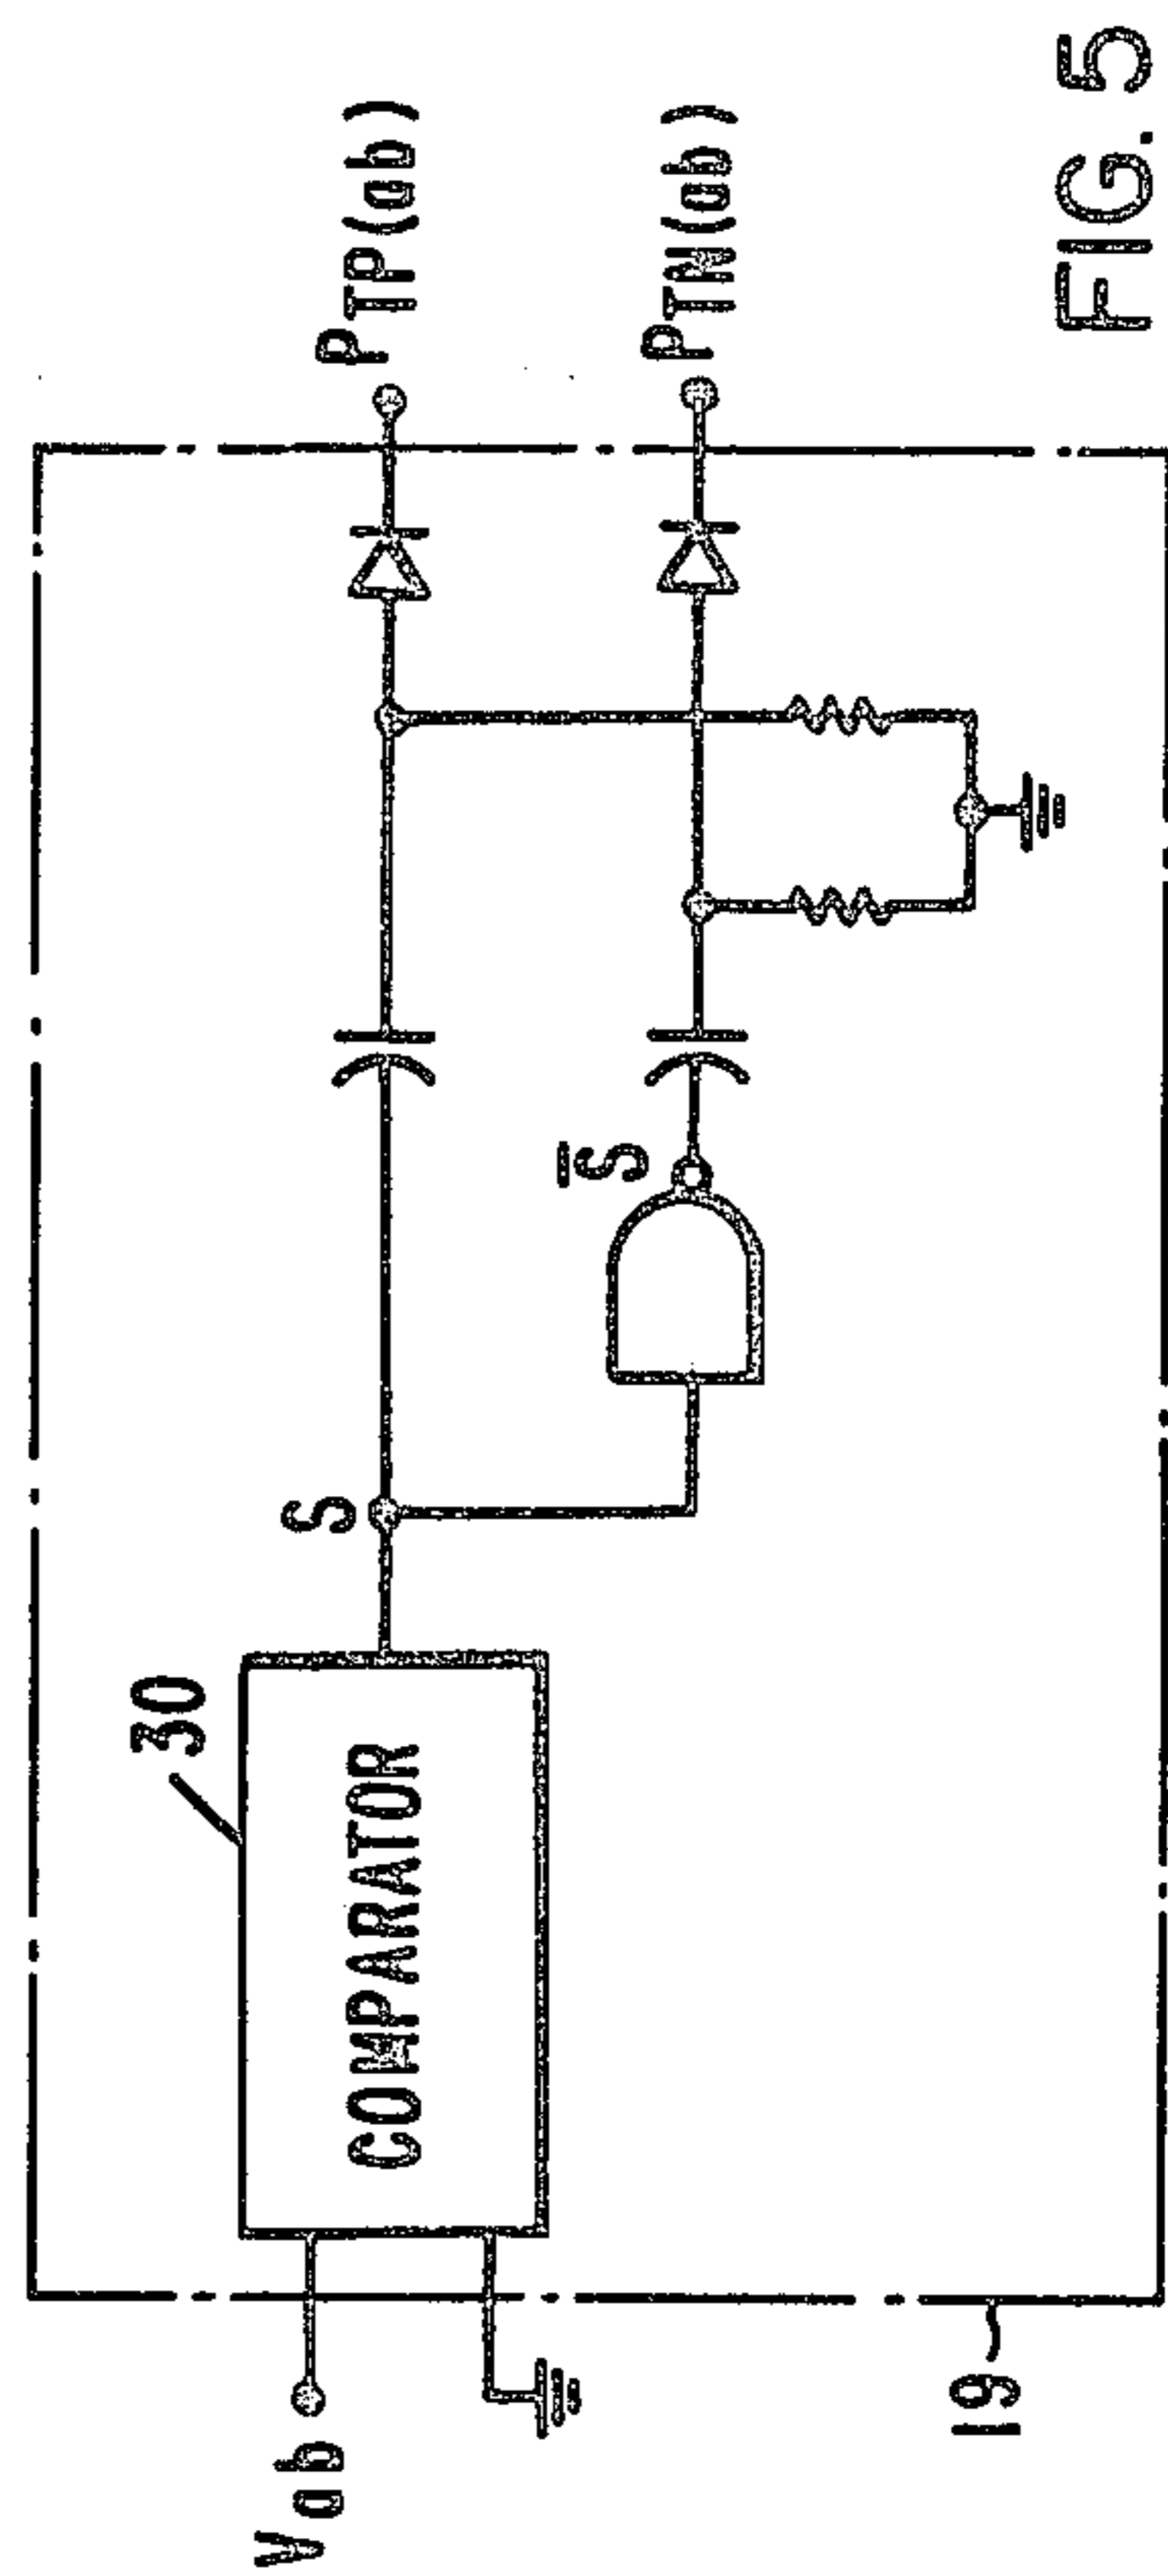 30
COMPARATOR
Vab
S
S̅
PTP(ab)
PTN(ab)
19
FIG. 5